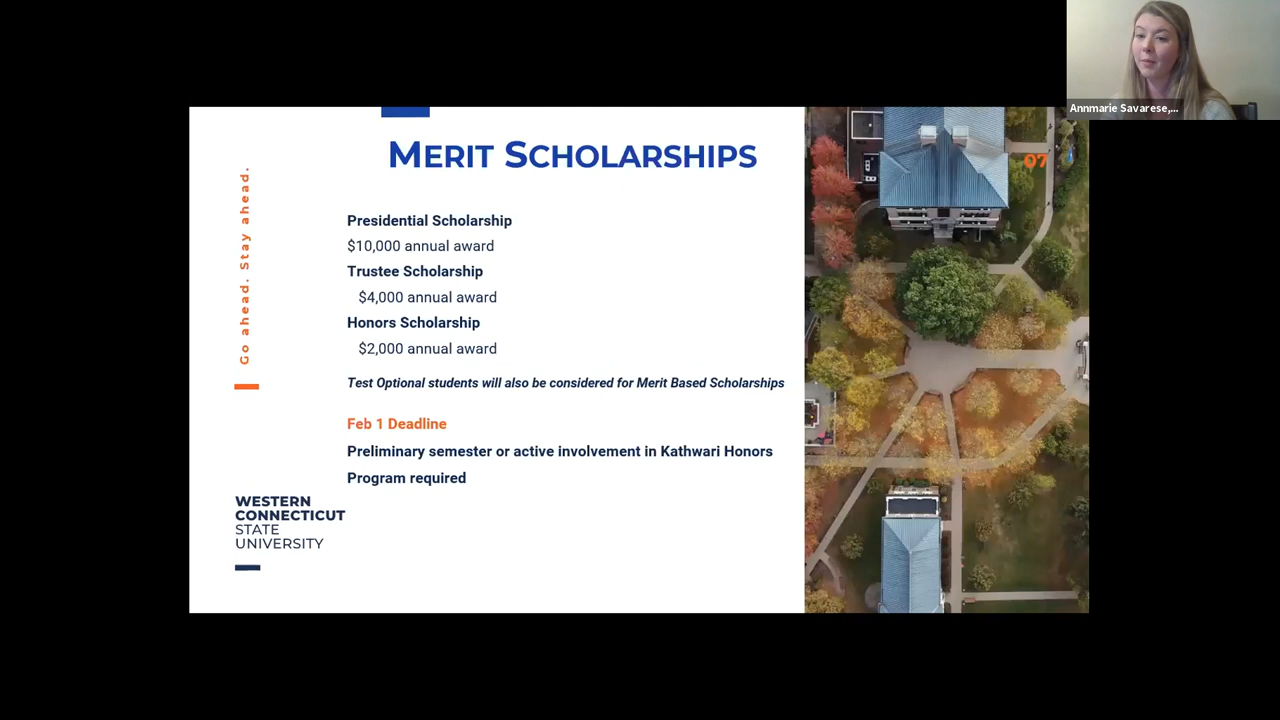 Annmarie Savarese,...
MERIT SCHOLARSHIPS
07
Go ahead. Stay ahead.
Presidential Scholarship
$10,000 annual award
Trustee Scholarship
$4,000 annual award
Honors Scholarship
$2,000 annual award
Test Optional students will also be considered for Merit Based Scholarships
Feb 1 Deadline
Preliminary semester or active involvement in Kathwari Honors
Program required
WESTERN
CONNECTICUT
STATE
UNIVERSITY